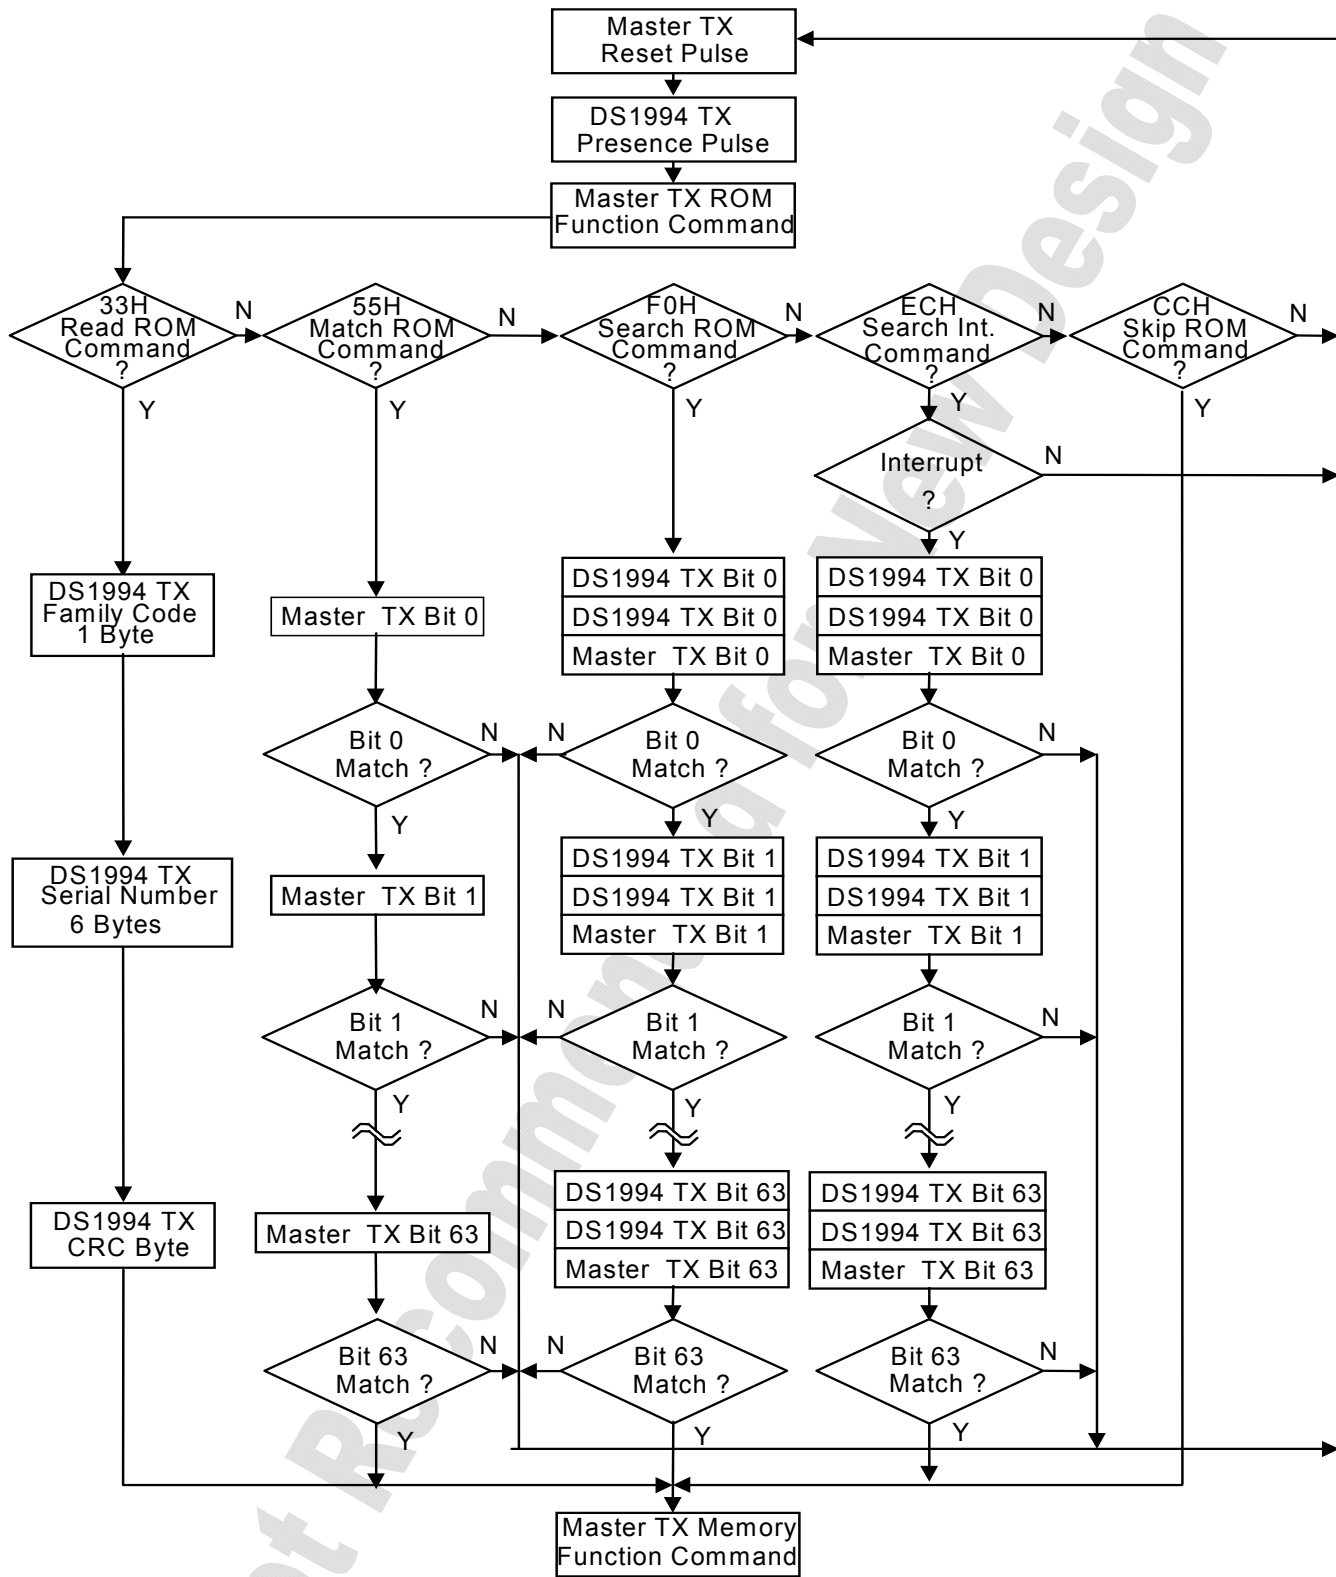 Master TX
Reset Pulse
DS1994 TX
Presence Pulse
Master TX ROM
Function Command
33H
Read ROM
Command
?
N
Y
55H
Match ROM
Command
?
N
Y
F0H
Search ROM
Command
?
N
Y
ECH
Search Int.
Command
?
N
Y
CCH
Skip ROM
Command
?
N
Y
Interrupt
?
N
Y
DS1994 TX
Family Code
1 Byte
DS1994 TX
Serial Number
6 Bytes
DS1994 TX
CRC Byte
Master TX Bit 0
Bit 0
Match ?
N
Y
Master TX Bit 1
Bit 1
Match ?
N
Y
Master TX Bit 63
Bit 63
Match ?
N
Y
DS1994 TX Bit 0
DS1994 TX Bit 0
Master TX Bit 0
Bit 0
Match ?
N
Y
DS1994 TX Bit 1
DS1994 TX Bit 1
Master TX Bit 1
Bit 1
Match ?
N
Y
DS1994 TX Bit 63
DS1994 TX Bit 63
Master TX Bit 63
Bit 63
Match ?
N
Y
DS1994 TX Bit 0
DS1994 TX Bit 0
Master TX Bit 0
Bit 0
Match ?
N
Y
DS1994 TX Bit 1
DS1994 TX Bit 1
Master TX Bit 1
Bit 1
Match ?
N
Y
DS1994 TX Bit 63
DS1994 TX Bit 63
Master TX Bit 63
Bit 63
Match ?
N
Y
Master TX Memory
Function Command
for New Design